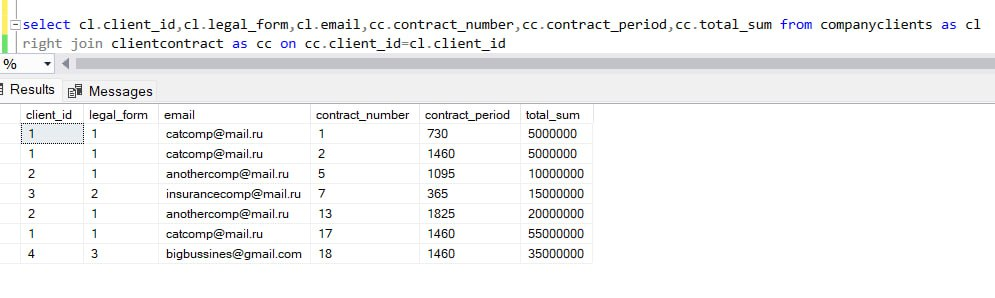 select cl.client_id,cl.legal_form,cl.email,cc.contract_number,cc.contract_period,cc.total_sum from companyclients as cl
right join clientcontract as cc on cc.client_id=cl.client_id
%
Results Messages
client_id legal_form email contract_number contract_period total_sum
1 1 catcomp@mail.ru 1 730 5000000
1 1 catcomp@mail.ru 2 1460 5000000
2 1 anothercomp@mail.ru 5 1095 10000000
3 2 insurancecomp@mail.ru 7 365 15000000
2 1 anothercomp@mail.ru 13 1825 20000000
1 1 catcomp@mail.ru 17 1460 55000000
4 3 bigbussines@gmail.com 18 1460 35000000